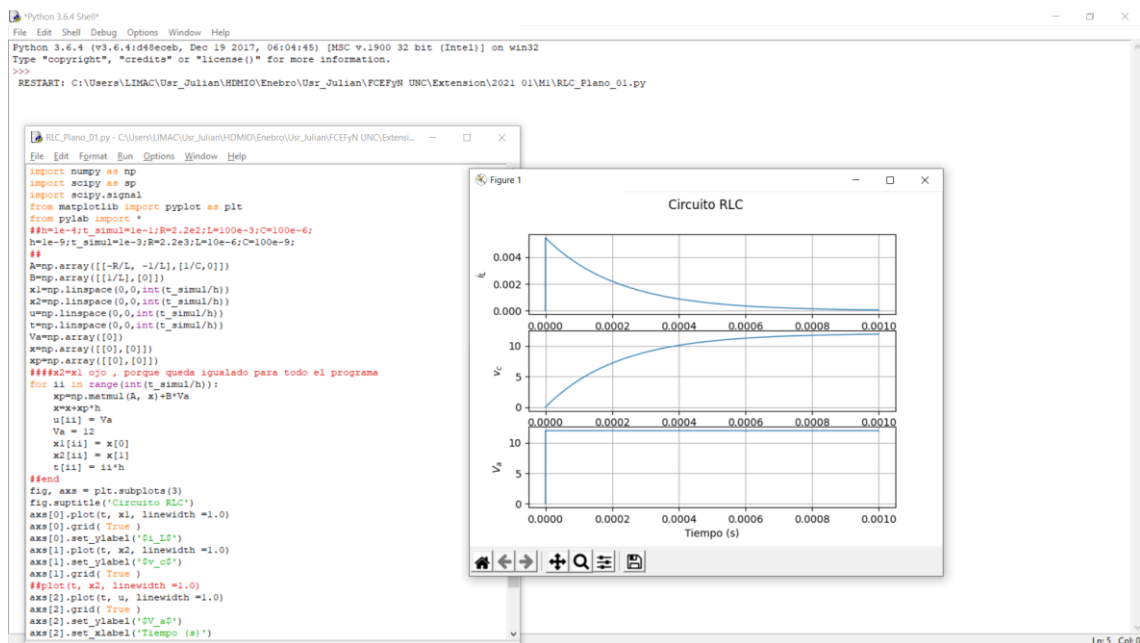 *Python 3.6.4 Shell*
File Edit Shell Debug Options Window Help
Python 3.6.4 (v3.6.4:d48eceb, Dec 19 2017, 06:04:45) [MSC v.1900 32 bit (Intel)] on win32
Type "copyright", "credits" or "license()" for more information.
>>>
RESTART: C:\Users\LIMAC\Usr_Julian\HDMIO\Enebro\Usr_Julian\FCEFyN UNC\Extension\2021 01\M1\RLC_Plano_01.py
RLC_Plano_01.py - C:\Users\LIMAC\Usr_Julian\HDMIO\Enebro\Usr_Julian\FCEFyN UNC\Extensi...
File Edit Format Run Options Window Help
import numpy as np
import scipy as sp
import scipy.signal
from matplotlib import pyplot as plt
from pylab import *
##h=1e-4;t_simul=1e-1;R=2.2e2;L=100e-3;C=100e-6;
h=1e-9;t_simul=1e-3;R=2.2e3;L=10e-6;C=100e-9;
##
A=np.array([[-R/L, -1/L],[1/C,0]])
B=np.array([[1/L],[0]])
x1=np.linspace(0,0,int(t_simul/h))
x2=np.linspace(0,0,int(t_simul/h))
u=np.linspace(0,0,int(t_simul/h))
t=np.linspace(0,0,int(t_simul/h))
Va=np.array([0])
x=np.array([[0],[0]])
xp=np.array([[0],[0]])
####x2=x1 ojo , porque queda igualado para todo el programa
for ii in range(int(t_simul/h)):
    xp=np.matmul(A, x)+B*Va
    x=x+xp*h
    u[ii] = Va
    Va = 12
    x1[ii] = x[0]
    x2[ii] = x[1]
    t[ii] = ii*h
##end
fig, axs = plt.subplots(3)
fig.suptitle('Circuito RLC')
axs[0].plot(t, x1, linewidth =1.0)
axs[0].grid( True )
axs[0].set_ylabel('$i_L$')
axs[1].plot(t, x2, linewidth =1.0)
axs[1].set_ylabel('$v_c$')
axs[1].grid( True )
##plot(t, x2, linewidth =1.0)
axs[2].plot(t, u, linewidth =1.0)
axs[2].grid( True )
axs[2].set_ylabel('$V_a$')
axs[2].set_xlabel('Tiempo (s)')
Figure 1
Circuito RLC
0.004
0.002
0.000
iL
0.0000 0.0002 0.0004 0.0006 0.0008 0.0010
10
5
0
vc
0.0000 0.0002 0.0004 0.0006 0.0008 0.0010
10
5
0
Va
0.0000 0.0002 0.0004 0.0006 0.0008 0.0010
Tiempo (s)
Ln: 5 Col: 0